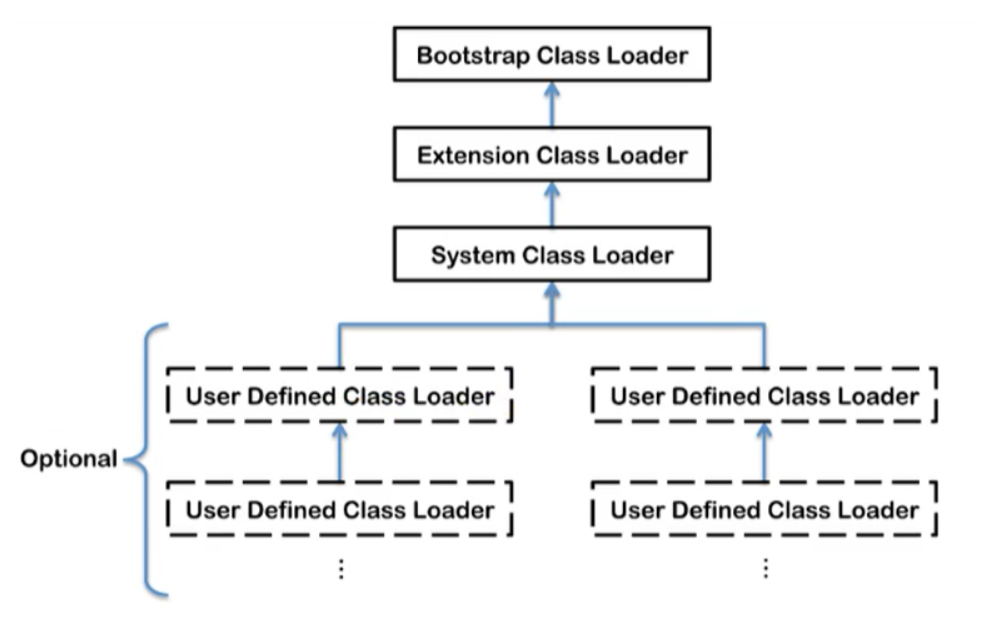 Bootstrap Class Loader
Extension Class Loader
System Class Loader
User Defined Class Loader
User Defined Class Loader
Optional
User Defined Class Loader
User Defined Class Loader
⋮
⋮